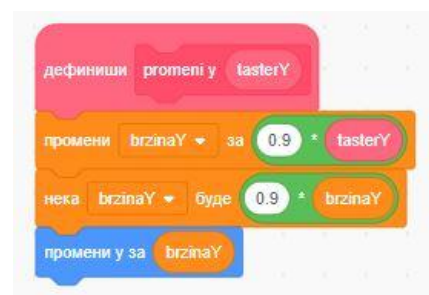 дефиниши promeni y tasterY
промени brzinaY за 0.9 * tasterY
нека brzinaY буде 0.9 * brzinaY
промени y за brzinaY